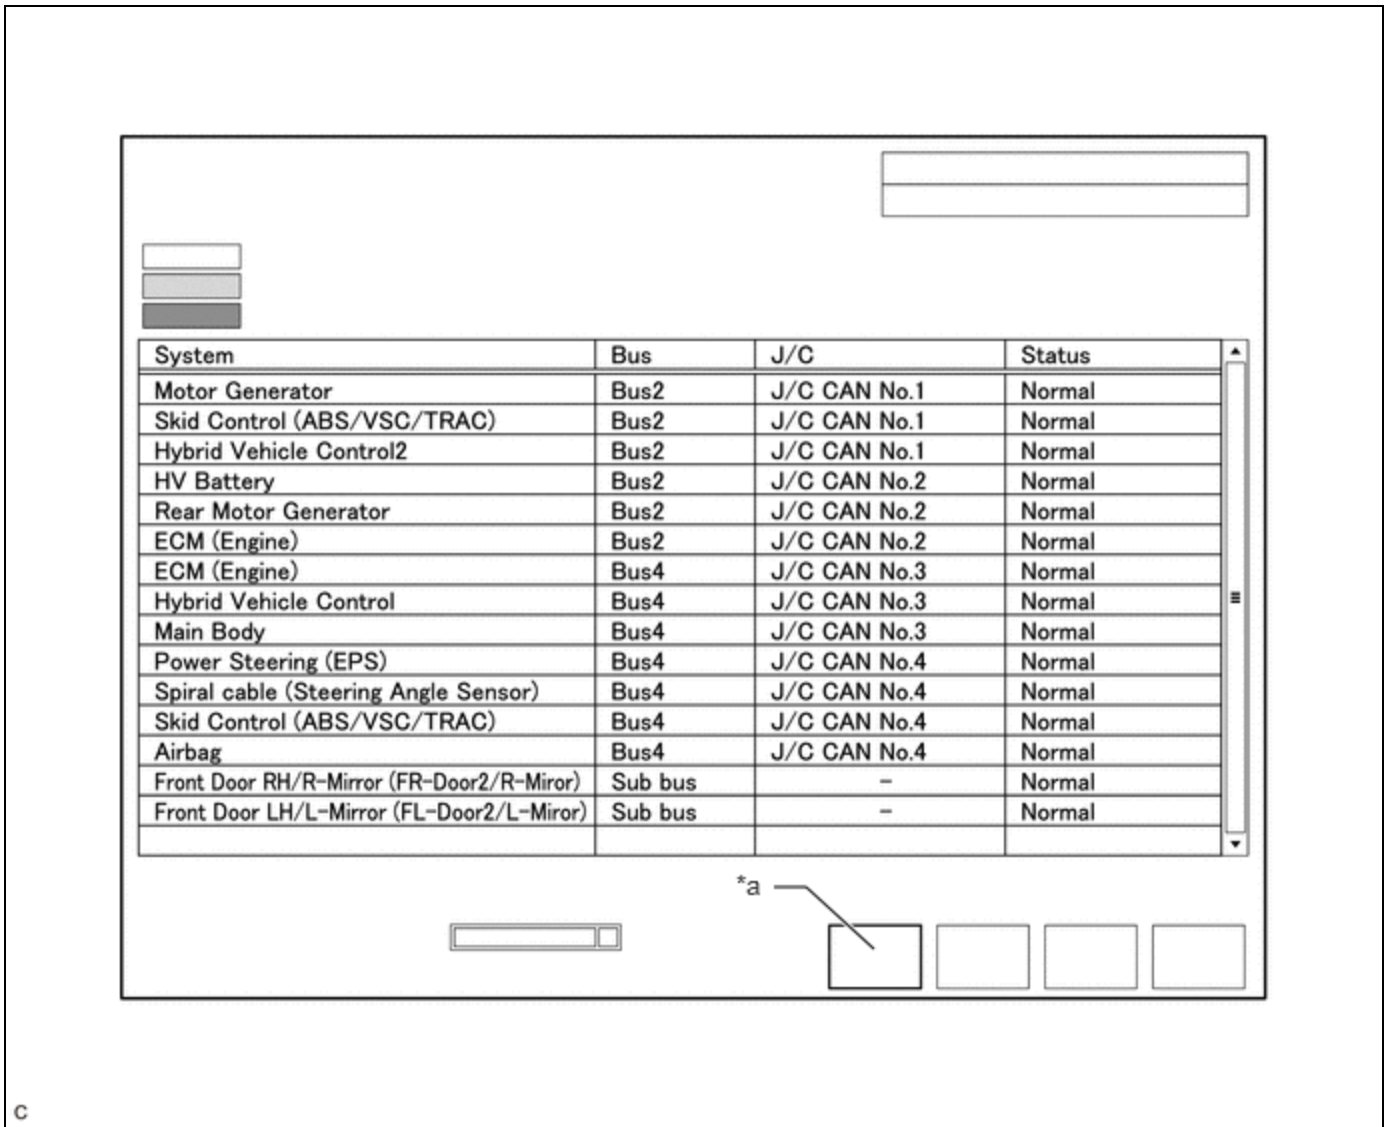 System Bus J/C Status
Motor Generator Bus2 J/C CAN No.1 Normal
Skid Control (ABS/VSC/TRAC) Bus2 J/C CAN No.1 Normal
Hybrid Vehicle Control2 Bus2 J/C CAN No.1 Normal
HV Battery Bus2 J/C CAN No.2 Normal
Rear Motor Generator Bus2 J/C CAN No.2 Normal
ECM (Engine) Bus2 J/C CAN No.2 Normal
ECM (Engine) Bus4 J/C CAN No.3 Normal
Hybrid Vehicle Control Bus4 J/C CAN No.3 Normal
Main Body Bus4 J/C CAN No.3 Normal
Power Steering (EPS) Bus4 J/C CAN No.4 Normal
Spiral cable (Steering Angle Sensor) Bus4 J/C CAN No.4 Normal
Skid Control (ABS/VSC/TRAC) Bus4 J/C CAN No.4 Normal
Airbag Bus4 J/C CAN No.4 Normal
Front Door RH/R-Mirror (FR-Door2/R-Miror) Sub bus - Normal
Front Door LH/L-Mirror (FL-Door2/L-Miror) Sub bus - Normal
*a
C